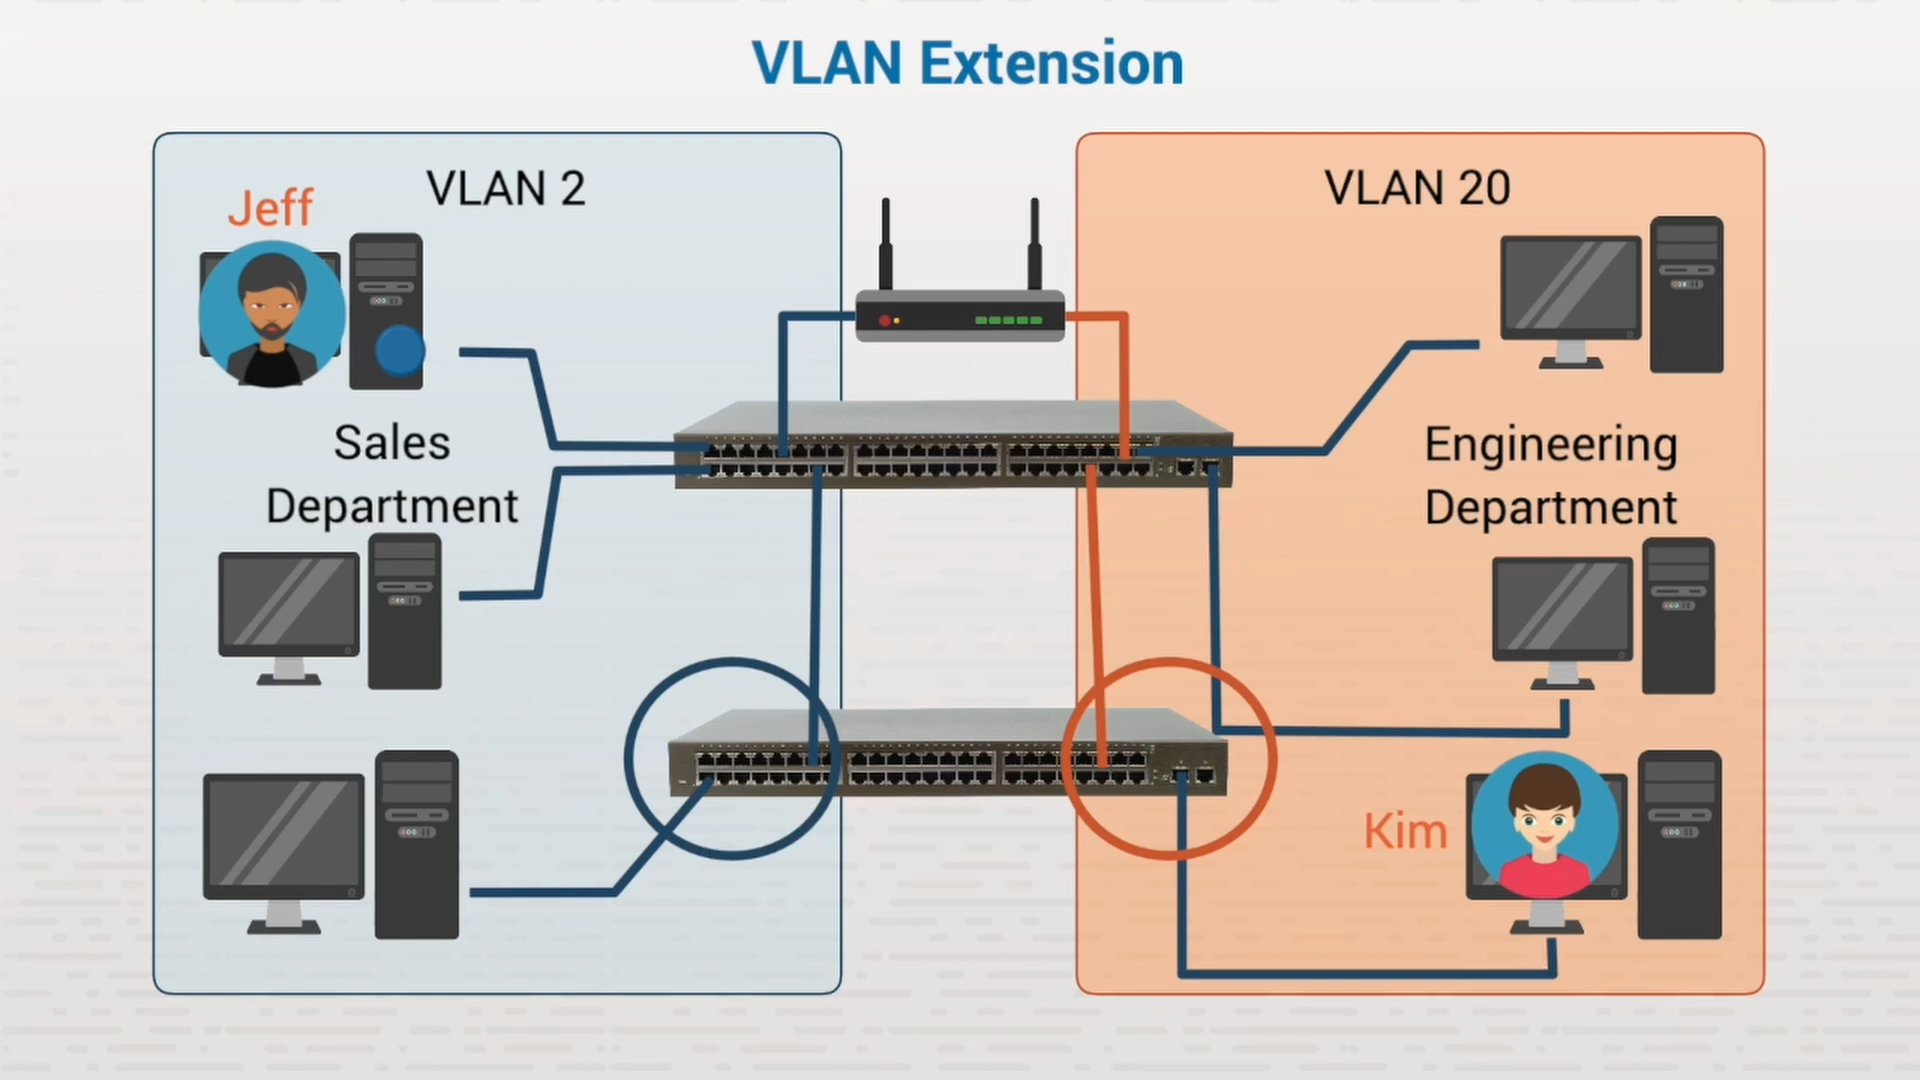 VLAN Extension
VLAN 2
Jeff
Sales
Department
VLAN 20
Engineering
Department
Kim